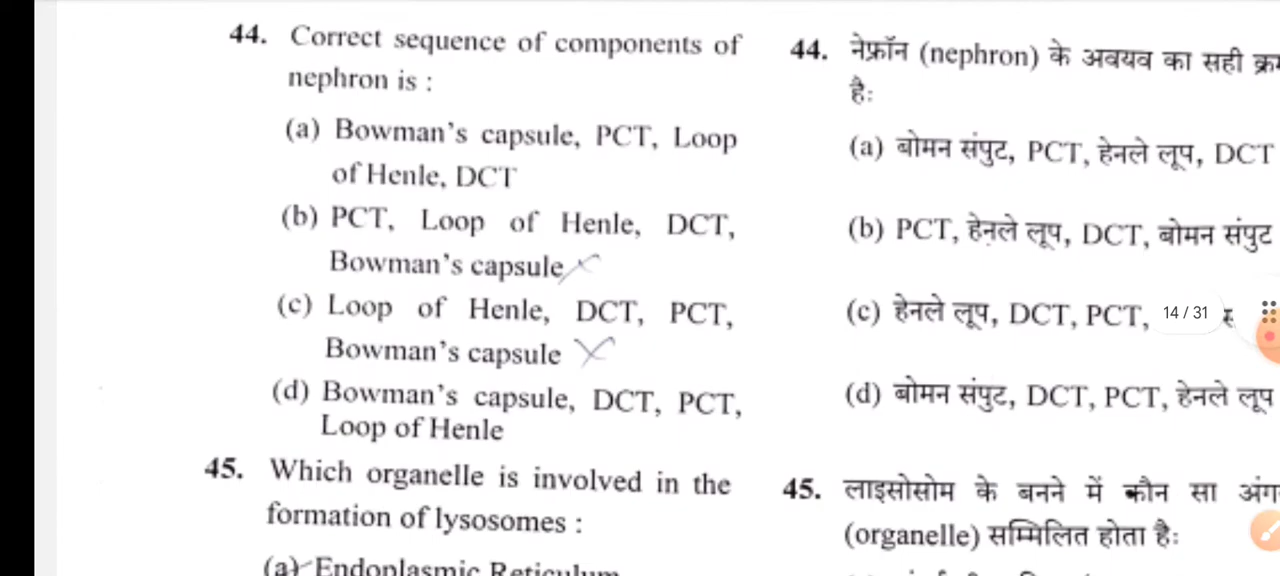 44. Correct sequence of components of
nephron is :
(a) Bowman's capsule, PCT, Loop
of Henle, DCT
(b) PCT, Loop of Henle, DCT,
Bowman's capsule
(c) Loop of Henle, DCT, PCT,
Bowman's capsule
(d) Bowman's capsule, DCT, PCT,
Loop of Henle
45. Which organelle is involved in the
formation of lysosomes :
(a) Endoplasmic Reticulum
44. नेफ्रॉन (nephron) के अवयव का सही
है:
(a) बोमन संपुट, PCT, हेनले लूप, DCT
(b) PCT, हेनले लूप, DCT, बोमन संपुट
(c) हेनले लूप, DCT, PCT,
14 / 31
(d) बोमन संपुट, DCT, PCT, हेनले लूप
45. लाइसोसोम के बनने में कौन सा
(organelle) सम्मिलित होता है: